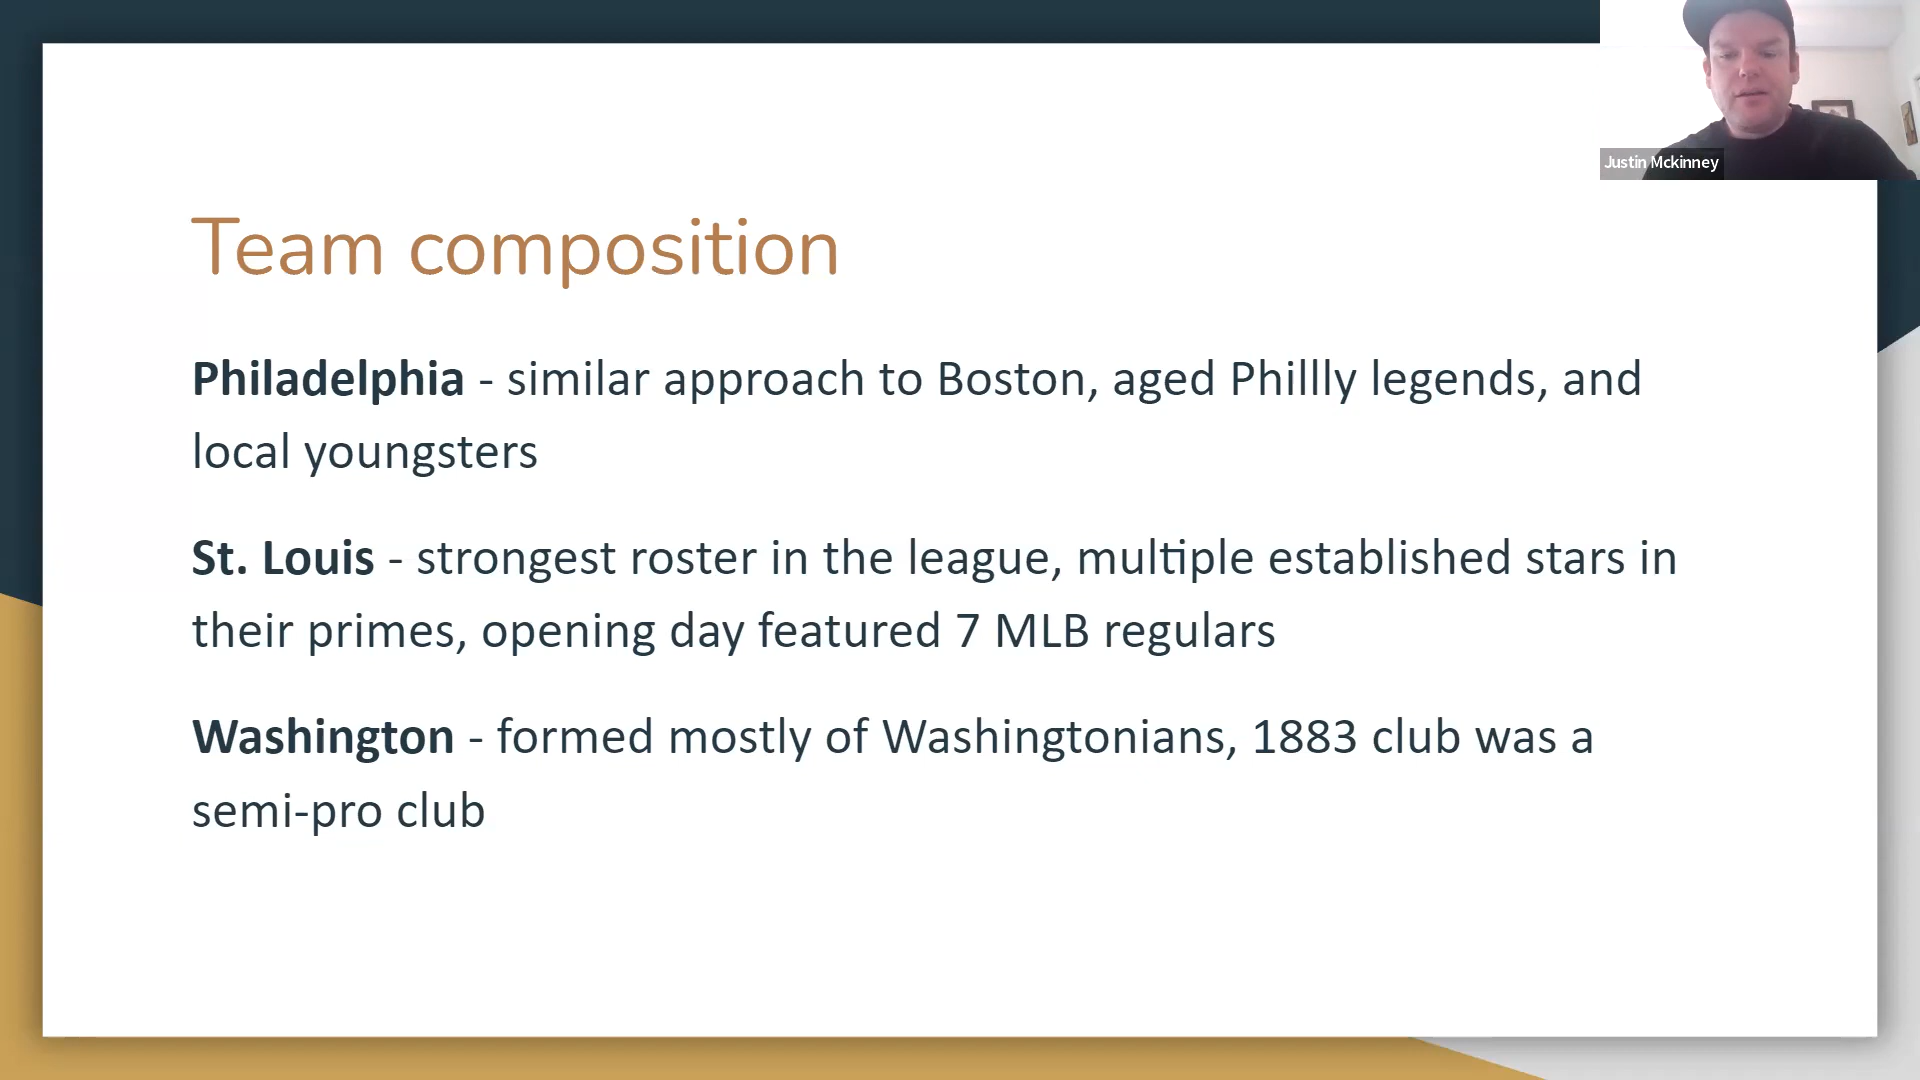 Justin Mckinney
Team composition
Philadelphia - similar approach to Boston, aged Phillly legends, and
local youngsters
St. Louis - strongest roster in the league, multiple established stars in
their primes, opening day featured 7 MLB regulars
Washington - formed mostly of Washingtonians, 1883 club was a
semi-pro club